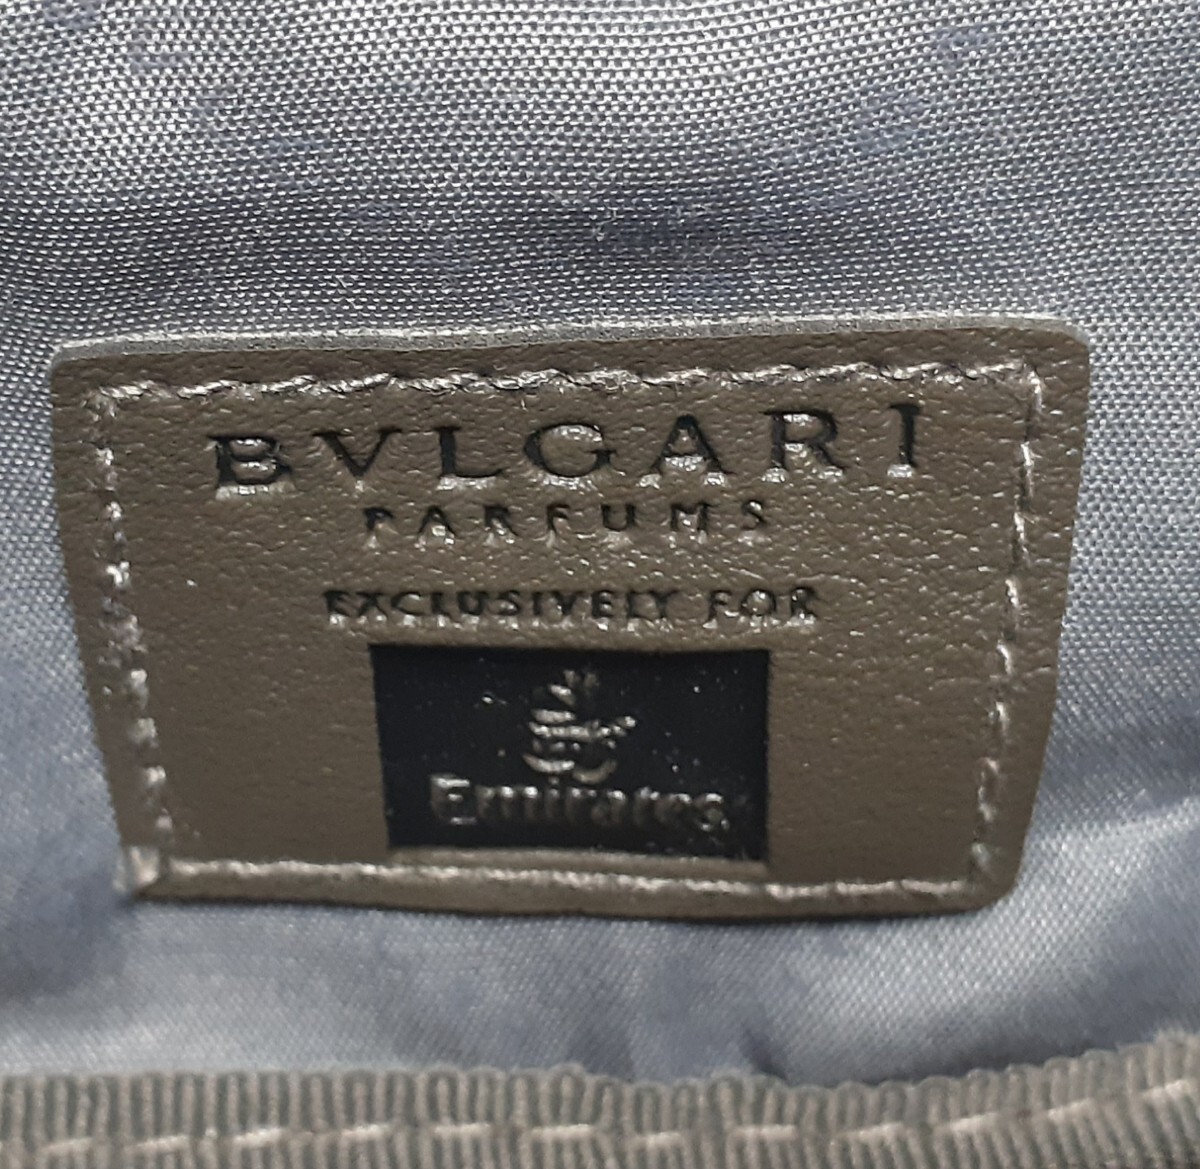 BVLGARI
PARFUMS
EXCLUSIVELY FOR
Emirates